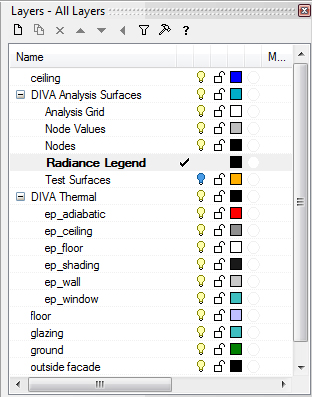 Layers - All Layers
Name M...
ceiling
DIVA Analysis Surfaces
Analysis Grid
Node Values
Nodes
Radiance Legend
Test Surfaces
DIVA Thermal
ep_adiabatic
ep_ceiling
ep_floor
ep_shading
ep_wall
ep_window
floor
glazing
ground
outside facade